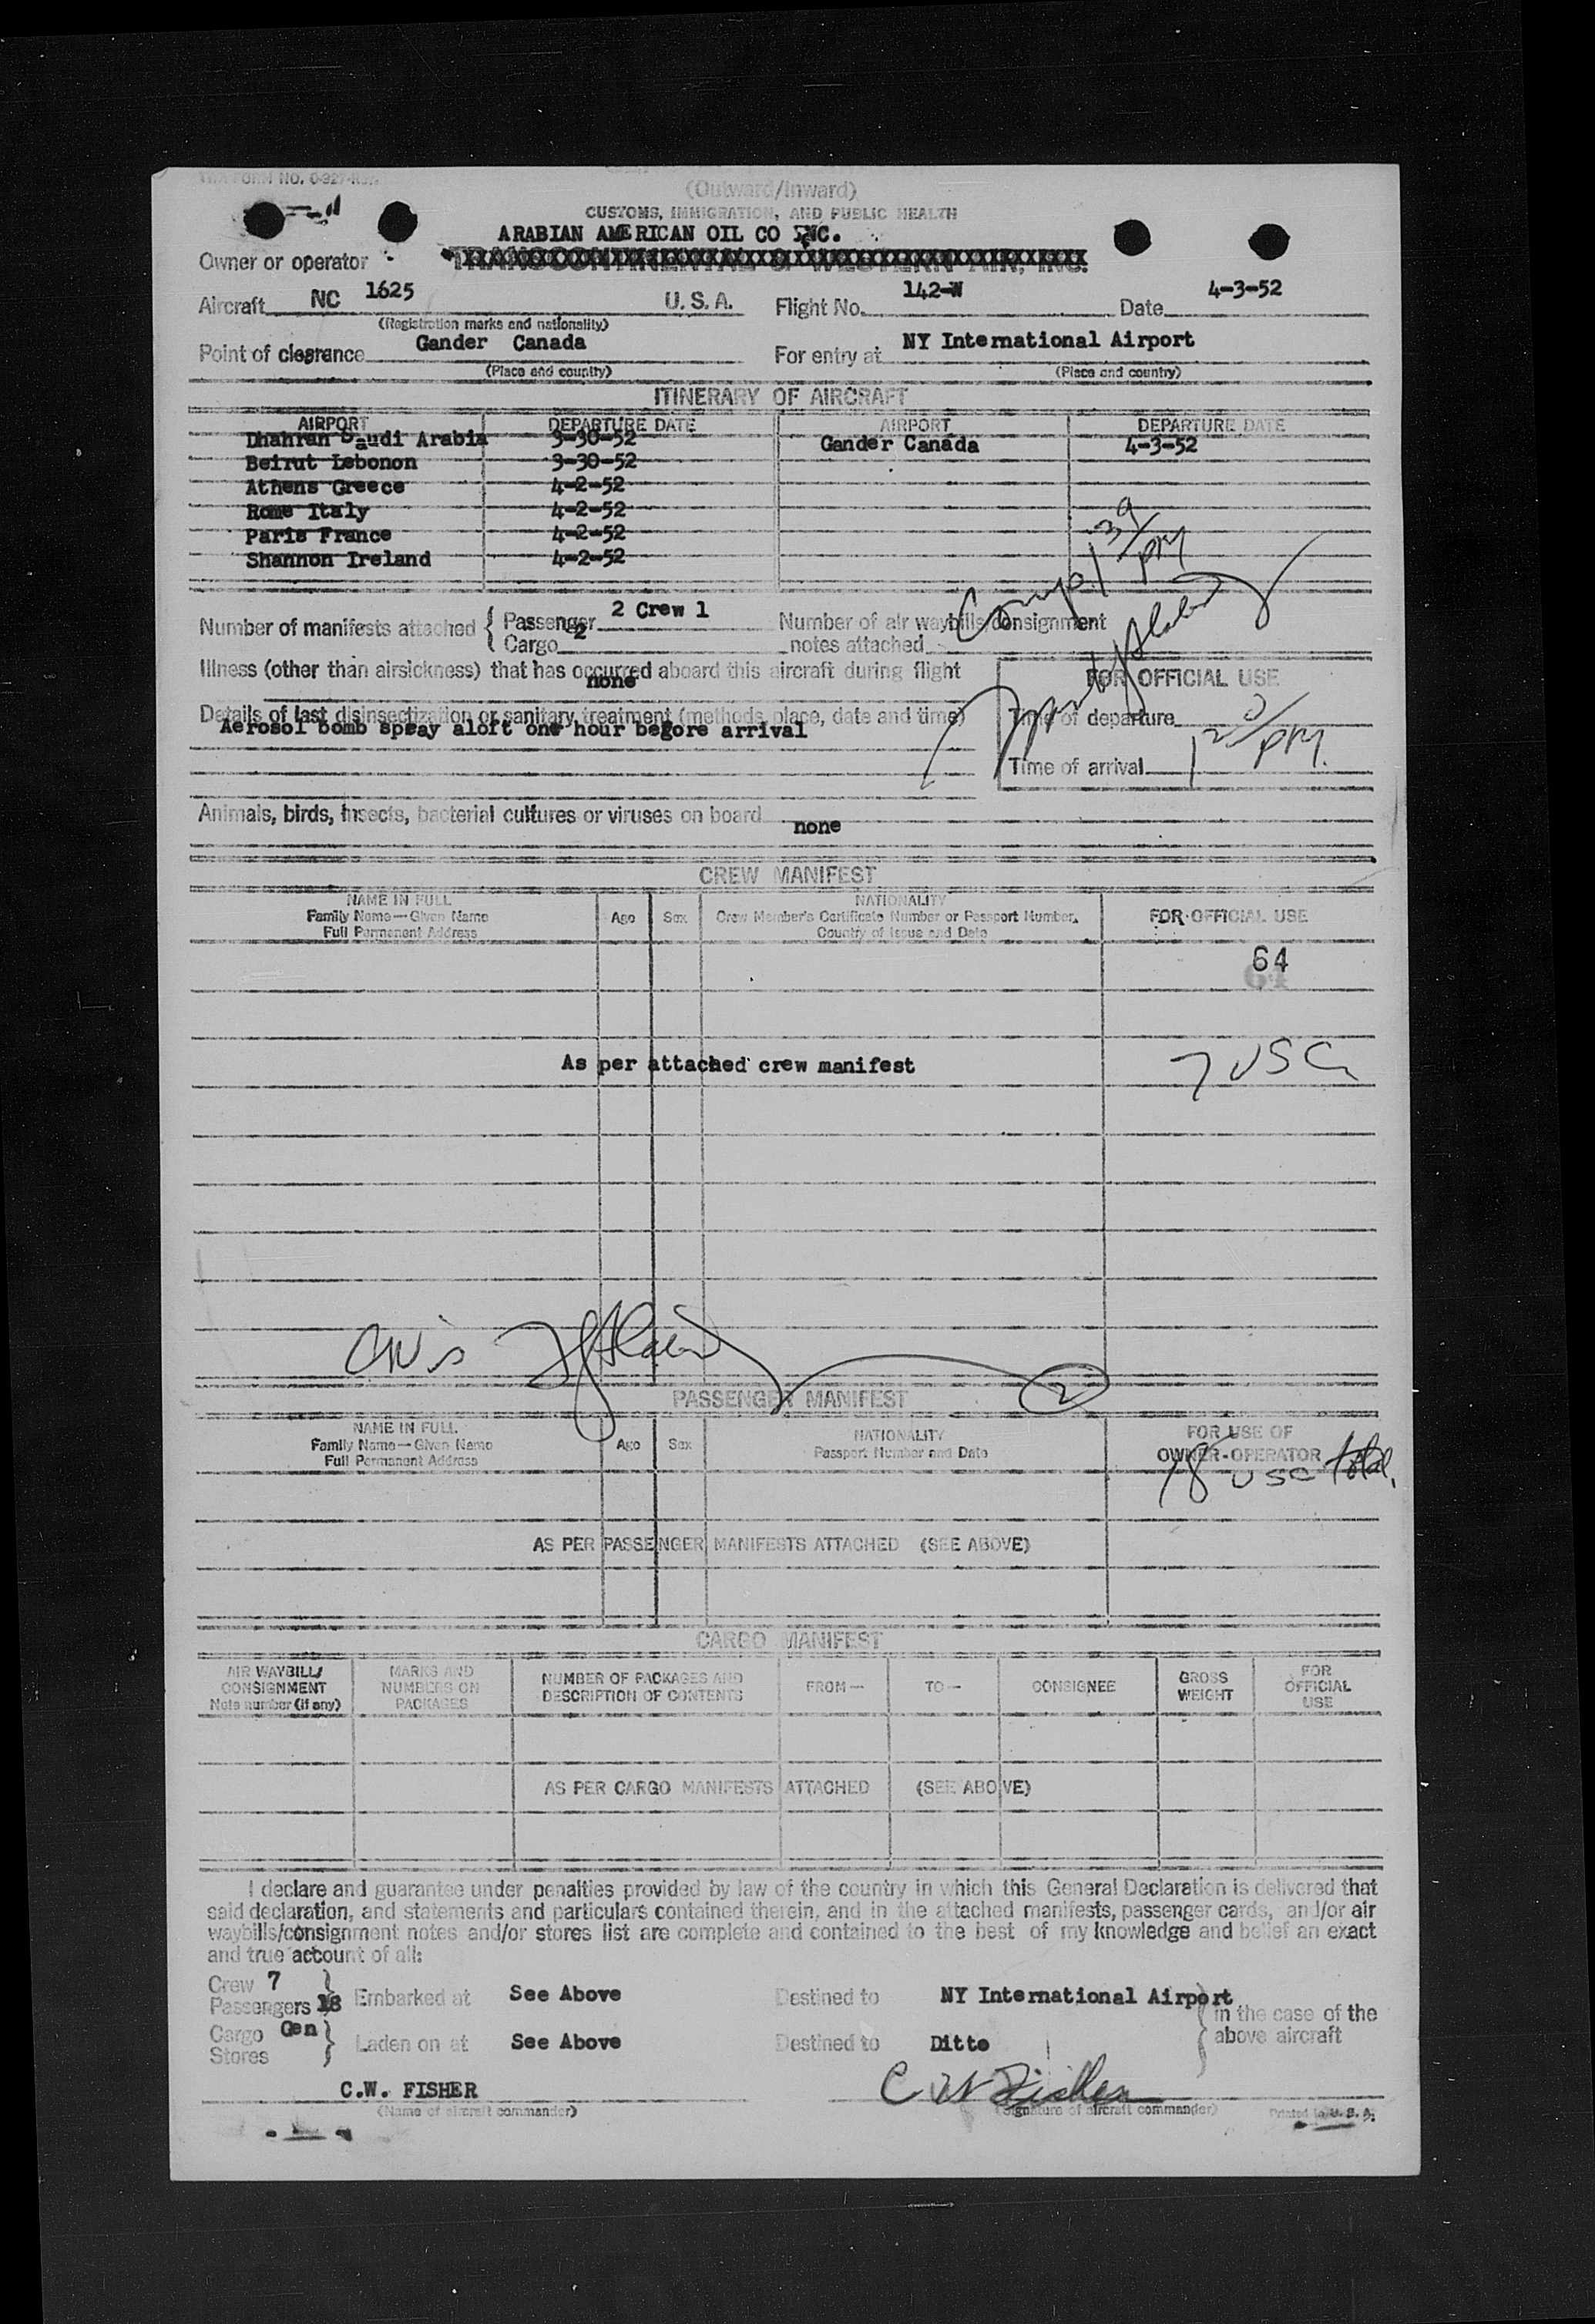 (Outward/Inward)
CUSTOMS, IMMIGRATION, AND PUBLIC HEALTH
ARABIAN AMERICAN OIL CO INC.
Owner or operator
Aircraft NC 1625 U. S. A. Flight No. 142-W Date 4-3-52
(Registration marks and nationality)
Point of clearance Gander Canada For entry at NY International Airport
(Place and country) (Place and country)
ITINERARY OF AIRCRAFT
AIRPORT DEPARTURE DATE AIRPORT DEPARTURE DATE
Dhahran Saudi Arabia 3-30-52 Gander Canada 4-3-52
Beirut Lebonon 3-30-52
Athens Greece 4-2-52
Rome Italy 4-2-52
Paris France 4-2-52
Shannon Ireland 4-2-52
Number of manifests attached { Passenger 2 Crew 1 Number of air waybills/consignment
Cargo 2 notes attached
Illness (other than airsickness) that has occurred aboard this aircraft during flight
none
FOR OFFICIAL USE
Details of last disinsectization or sanitary treatment (methods, place, date and time)
Aerosol bomb spray aloft one hour begore arrival
Time of departure
Time of arrival PM.
Animals, birds, insects, bacterial cultures or viruses on board none
CREW MANIFEST
NAME IN FULL
Family Name—Given Name
Full Permanent Address
Age Sex
NATIONALITY
Crew Member's Certificate Number or Passport Number,
Country of Issue and Date
FOR OFFICIAL USE
64
As per attached crew manifest 7 USC
2
PASSENGER MANIFEST
NAME IN FULL
Family Name—Given Name
Full Permanent Address
Age Sex
NATIONALITY
Passport Number and Date
FOR USE OF
OWNER-OPERATOR
18 USC total.
AS PER PASSENGER MANIFESTS ATTACHED (SEE ABOVE)
CARGO MANIFEST
AIR WAYBILL/
CONSIGNMENT
Note number (if any)
MARKS AND
NUMBERS ON
PACKAGES
NUMBER OF PACKAGES AND
DESCRIPTION OF CONTENTS
FROM—
TO—
CONSIGNEE
GROSS
WEIGHT
FOR
OFFICIAL
USE
AS PER CARGO MANIFESTS ATTACHED (SEE ABOVE)
I declare and guarantee under penalties provided by law of the country in which this General Declaration is delivered that
said declaration, and statements and particulars contained therein, and in the attached manifests, passenger cards, and/or air
waybills/consignment notes and/or stores list are complete and contained to the best of my knowledge and belief an exact
and true account of all:
Crew 7
Passengers 18 } Embarked at See Above Destined to NY International Airport
in the case of the
above aircraft
Cargo Gen
Stores } Laden on at See Above Destined to Ditto
C.W. FISHER C W Fisher
(Name of aircraft commander) (Signature of aircraft commander) Printed in U. S. A.